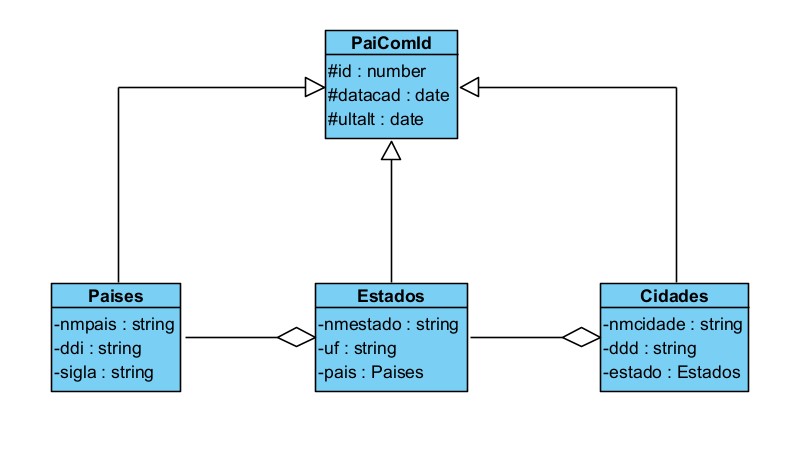 PaiComId
#id : number
#datacad : date
#ultalt : date
Paises
-nmpais : string
-ddi : string
-sigla : string
Estados
-nmestado : string
-uf : string
-pais : Paises
Cidades
-nmcidade : string
-ddd : string
-estado : Estados